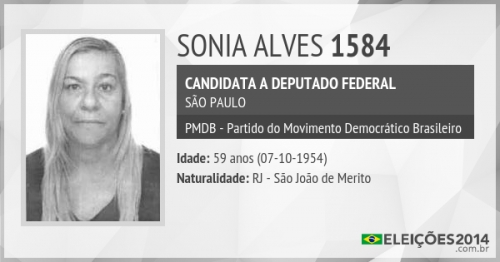 SONIA ALVES 1584
CANDIDATA A DEPUTADO FEDERAL
SÃO PAULO
PMDB - Partido do Movimento Democrático Brasileiro
Idade: 59 anos (07-10-1954)
Naturalidade: RJ - São João de Merito
ELEIÇÕES2014
.com.br